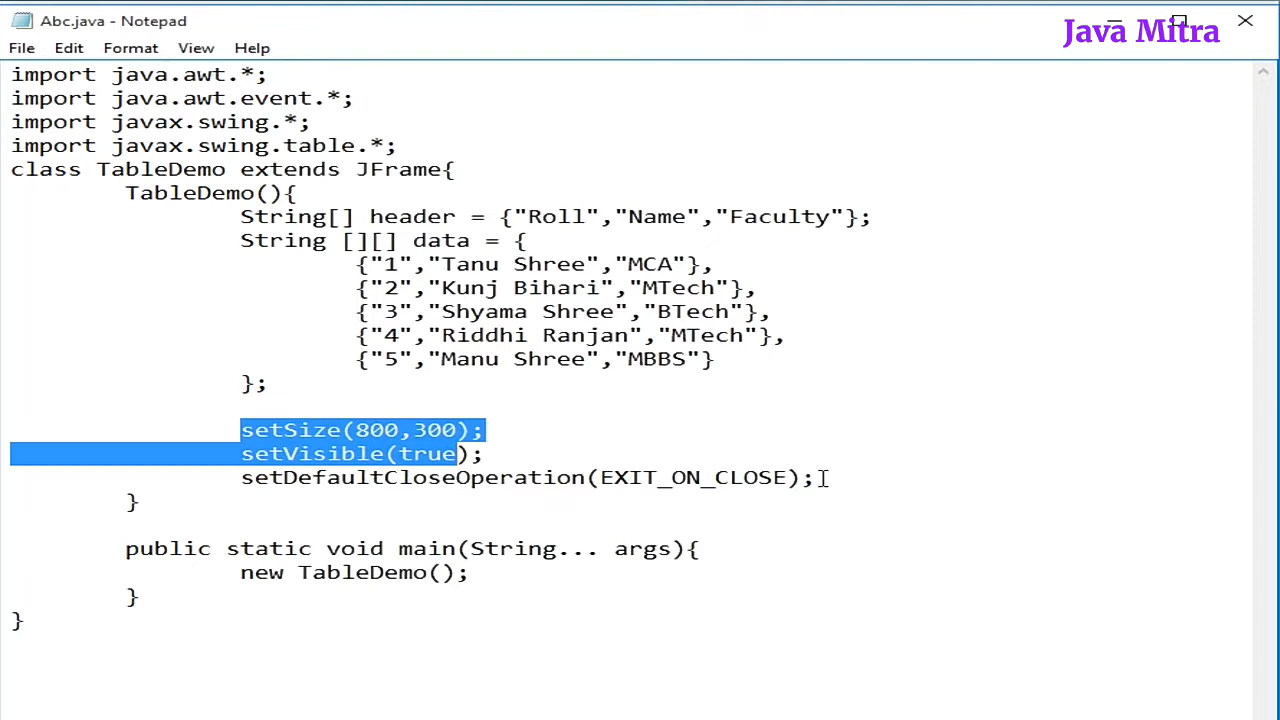 Abc.java - Notepad
Java Mitra
File Edit Format View Help
import java.awt.*;
import java.awt.event.*;
import javax.swing.*;
import javax.swing.table.*;
class TableDemo extends JFrame{
TableDemo(){
String[] header = {"Roll","Name","Faculty"};
String [][] data = {
{"1","Tanu Shree","MCA"},
{"2","Kunj Bihari","MTech"},
{"3","Shyama Shree","BTech"},
{"4","Riddhi Ranjan","MTech"},
{"5","Manu Shree","MBBS"}
};
setSize(800,300);
setVisible(true);
setDefaultCloseOperation(EXIT_ON_CLOSE);
}
public static void main(String... args){
new TableDemo();
}
}